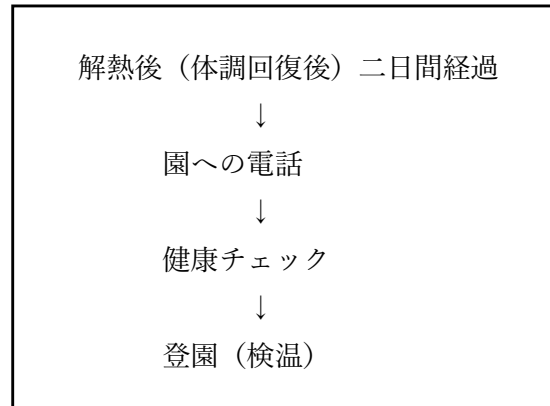 解熱後（体調回復後）二日間経過
↓
園への電話
↓
健康チェック
↓
登園（検温）